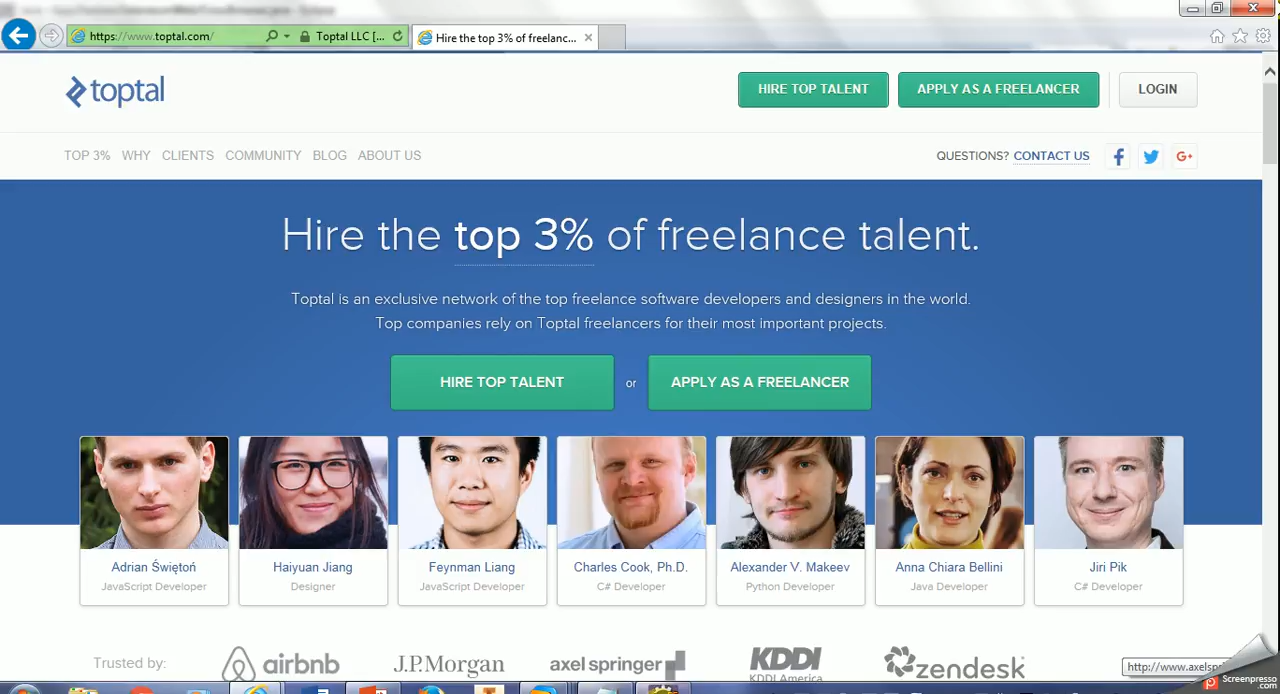 https://www.toptal.com/
Toptal LLC [...
Hire the top 3% of freelanc...
toptal
HIRE TOP TALENT
APPLY AS A FREELANCER
LOGIN
TOP 3% WHY CLIENTS COMMUNITY BLOG ABOUT US
QUESTIONS? CONTACT US
Hire the top 3% of freelance talent.
Toptal is an exclusive network of the top freelance software developers and designers in the world.
Top companies rely on Toptal freelancers for their most important projects.
HIRE TOP TALENT or APPLY AS A FREELANCER
Adrian Święton
JavaScript Developer
Haiyuan Jiang
Designer
Feynman Liang
JavaScript Developer
Charles Cook, Ph.D.
C# Developer
Alexander V. Makeev
Python Developer
Anna Chiara Bellini
Java Developer
Jiri Pik
C# Developer
Trusted by:
airbnb
J.P.Morgan
axel springer
KDDI
KDDI America
zendesk
http://www.axelspri
Screenpresso
.com